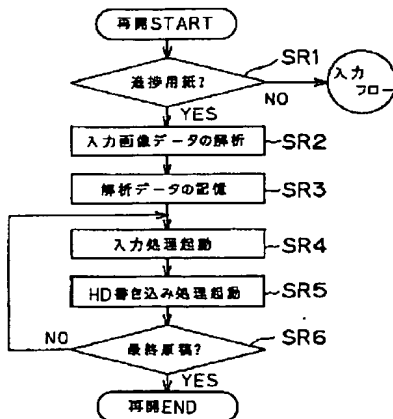 再開START
SR1
進捗用紙?
NO
入力
フロー
YES
入力画像データの解析
SR2
解析データの記憶
SR3
入力処理起動
SR4
HD書き込み処理起動
SR5
NO
最終原稿?
SR6
YES
再開END